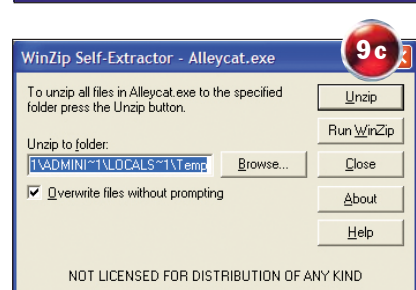 WinZip Self-Extractor - Alleycat.exe
9c
To unzip all files in Alleycat.exe to the specified
folder press the Unzip button.
Unzip to folder:
1\ADMINI~1\LOCALS~1\Temp
Browse...
Overwrite files without prompting
Unzip
Run WinZip
Close
About
Help
NOT LICENSED FOR DISTRIBUTION OF ANY KIND